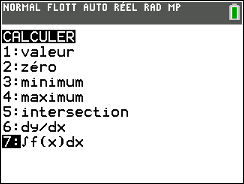 NORMAL FLOTT AUTO RÉEL RAD MP
CALCULER
1:valeur
2:zéro
3:minimum
4:maximum
5:intersection
6:dy/dx
7:∫f(x)dx